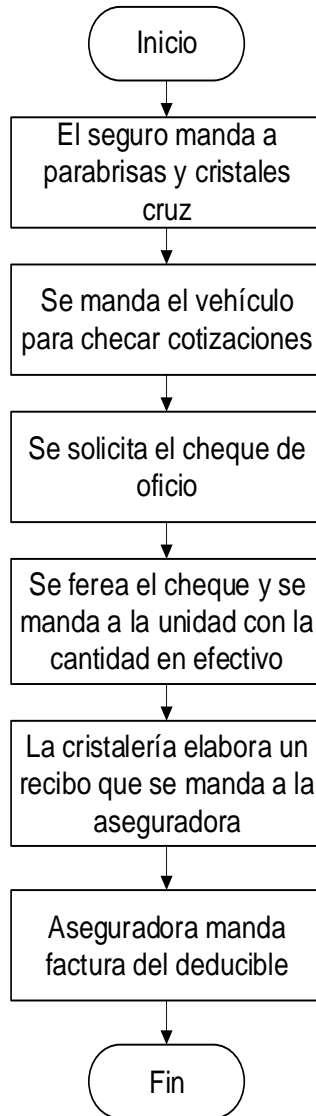 Inicio
El seguro manda a
parabrisas y cristales
cruz
Se manda el vehículo
para checar cotizaciones
Se solicita el cheque de
oficio
Se ferea el cheque y se
manda a la unidad con la
cantidad en efectivo
La cristalería elabora un
recibo que se manda a la
aseguradora
Aseguradora manda
factura del deducible
Fin